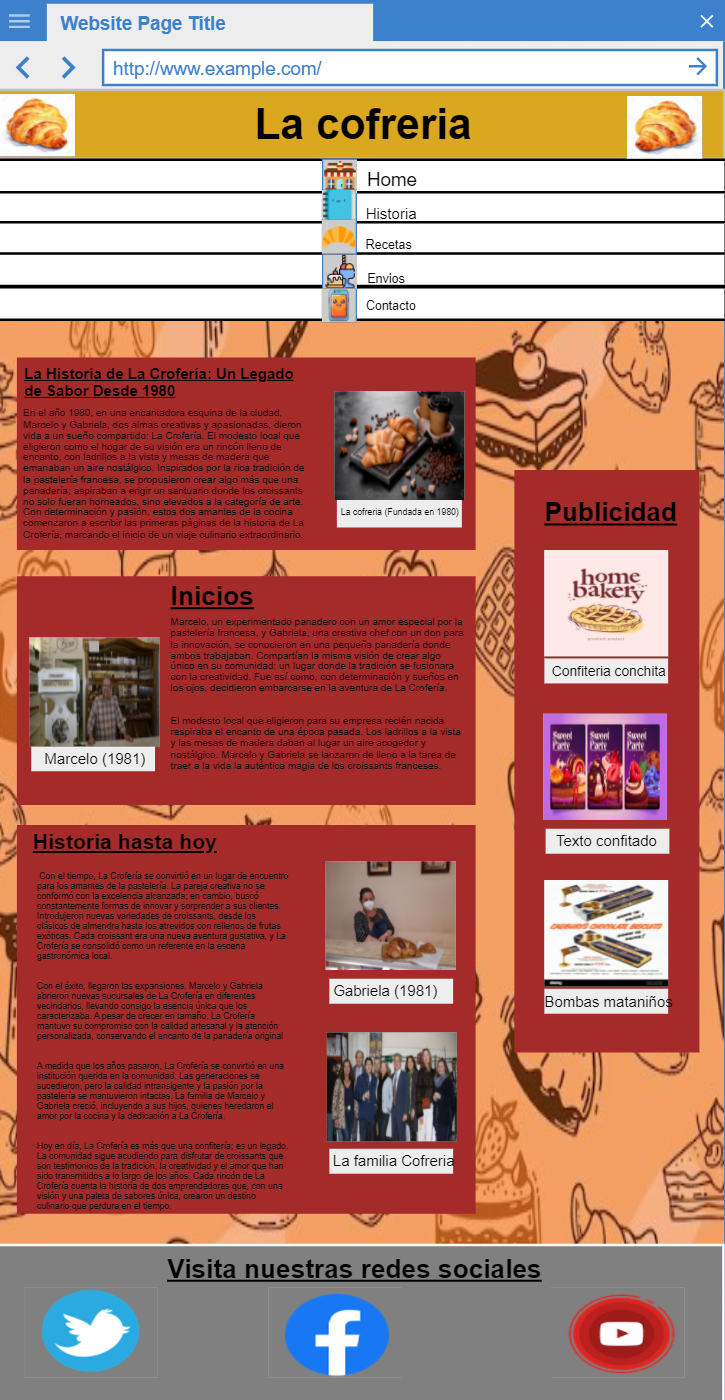 Website Page Title
http://www.example.com/
La cofreria
Home
Historia
Recetas
Envios
Contacto
La Historia de La Croferia: Un Legado
de Sabor Desde 1980
En el año 1980, en una encantadora esquina de la ciudad,
Marcelo y Gabriela, dos almas creativas y apasionadas, dieron
vida a un sueño compartido: La Crofería. El modesto local que
eligieron como el hogar de su visión era un rincón lleno de
encanto, con ladrillos a la vista y mesas de madera que
emanaban un aire nostálgico. Inspirados por la rica tradición de
la pastelería francesa, se propusieron crear algo más que una
panadería; aspiraban a erigir un santuario donde los croissants
no solo fueran horneados, sino elevados a la categoría de arte.
Con determinación y pasión, estos dos amantes de la cocina
comenzaron a escribir las primeras páginas de la historia de La
Crofería, marcando el inicio de un viaje culinario extraordinario.
La cofreria (Fundada en 1980)
Inicios
Marcelo, un experimentado panadero con un amor especial por la
pastelería francesa, y Gabriela, una creativa chef con un don para
la innovación, se conocieron en una pequeña panadería donde
ambos trabajaban. Compartían la misma visión de crear algo
único en su comunidad: un lugar donde la tradición se fusionara
con la creatividad. Fue así como, con determinación y sueños en
los ojos, decidieron embarcarse en la aventura de La Crofería.
El modesto local que eligieron para su empresa recién nacida
respiraba el encanto de una época pasada. Los ladrillos a la vista
y las mesas de madera daban al lugar un aire acogedor y
nostálgico. Marcelo y Gabriela se lanzaron de lleno a la tarea de
traer a la vida la auténtica magia de los croissants franceses.
Marcelo (1981)
Historia hasta hoy
Con el tiempo, La Crofería se convirtió en un lugar de encuentro
para los amantes de la pastelería. La pareja creativa no se
conformó con la excelencia alcanzada; en cambio, buscó
constantemente formas de innovar y sorprender a sus clientes.
Introdujeron nuevas variedades de croissants, desde los
clásicos de almendra hasta los atrevidos con rellenos de frutas
exóticas. Cada croissant era una nueva aventura gustativa, y La
Crofería se consolidó como un referente en la escena
gastronómica local.
Con el éxito, llegaron las expansiones. Marcelo y Gabriela
abrieron nuevas sucursales de La Crofería en diferentes
vecindarios, llevando consigo la esencia única que los
caracterizaba. A pesar de crecer en tamaño, La Crofería
mantuvo su compromiso con la calidad artesanal y la atención
personalizada, conservando el encanto de la panadería original
A medida que los años pasaron, La Crofería se convirtió en una
institución querida en la comunidad. Las generaciones se
sucedieron, pero la calidad intransigente y la pasión por la
pastelería se mantuvieron intactas. La familia de Marcelo y
Gabriela creció, incluyendo a sus hijos, quienes heredaron el
amor por la cocina y la dedicación a La Crofería.
Hoy en día, La Crofería es más que una confitería; es un legado.
La comunidad sigue acudiendo para disfrutar de croissants que
son testimonios de la tradición, la creatividad y el amor que han
sido transmitidos a lo largo de los años. Cada rincón de La
Crofería cuenta la historia de dos emprendedores que, con una
visión y una paleta de sabores única, crearon un destino
culinario que perdura en el tiempo.
Gabriela (1981)
La familia Cofreria
Publicidad
home
bakery
Confiteria conchita
Sweet Party
Sweet Party
Sweet Party
Texto confitado
CADBURY'S CHOCOLATE BISCUITS
Bombas mataniños
Visita nuestras redes sociales